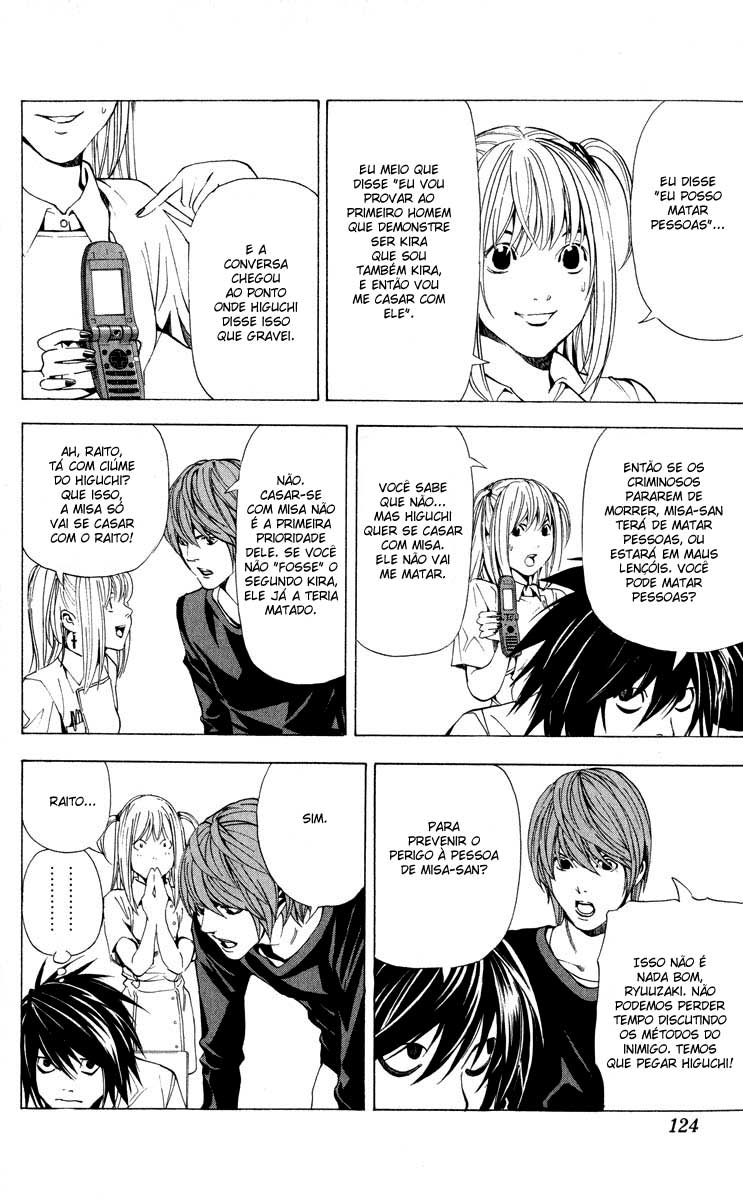 EU DISSE
"EU POSSO
MATAR
PESSOAS"...
EU MEIO QUE
DISSE "EU VOU
PROVAR AO
PRIMEIRO HOMEM
QUE DEMONSTRE
SER KIRA
QUE SOU
TAMBÉM KIRA,
E ENTÃO VOU
ME CASAR COM
ELE".
E A
CONVERSA
CHEGOU
AO PONTO
ONDE HIGUCHI
DISSE ISSO
QUE GRAVEI.
ENTÃO SE OS
CRIMINOSOS
PARAREM DE
MORRER, MISA-SAN
TERÁ DE MATAR
PESSOAS, OU
ESTARÁ EM MAUS
LENÇÓIS. VOCÊ
PODE MATAR
PESSOAS?
VOCÊ SABE
QUE NÃO...
MAS HIGUCHI
QUER SE CASAR
COM MISA.
ELE NÃO VAI
ME MATAR.
NÃO.
CASAR-SE
COM MISA NÃO
É A PRIMEIRA
PRIORIDADE
DELE. SE VOCÊ
NÃO "FOSSE" O
SEGUNDO KIRA,
ELE JÁ A TERIA
MATADO.
AH, RAITO,
TÁ COM CIÚME
DO HIGUCHI?
QUE ISSO,
A MISA SÓ
VAI SE CASAR
COM O RAITO!
ISSO NÃO É
NADA BOM,
RYUUZAKI. NÃO
PODEMOS PERDER
TEMPO DISCUTINDO
OS MÉTODOS DO
INIMIGO. TEMOS
QUE PEGAR HIGUCHI!
PARA
PREVENIR O
PERIGO À PESSOA
DE MISA-SAN?
SIM.
RAITO...
.........
.........
124